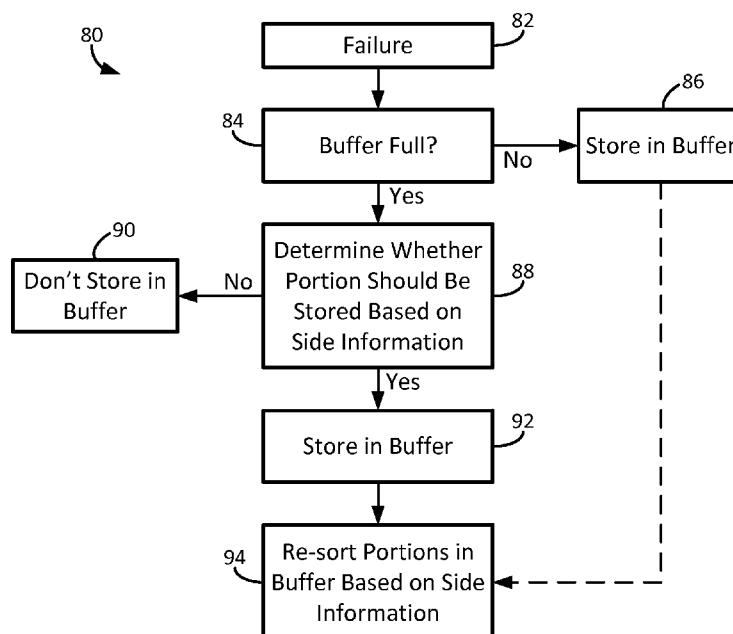 80
82
Failure
84
Buffer Full?
No
86
Store in Buffer
Yes
90
Don't Store in
Buffer
No
Determine Whether
Portion Should Be
Stored Based on
Side Information
88
Yes
Store in Buffer
92
94
Re-sort Portions in
Buffer Based on Side
Information